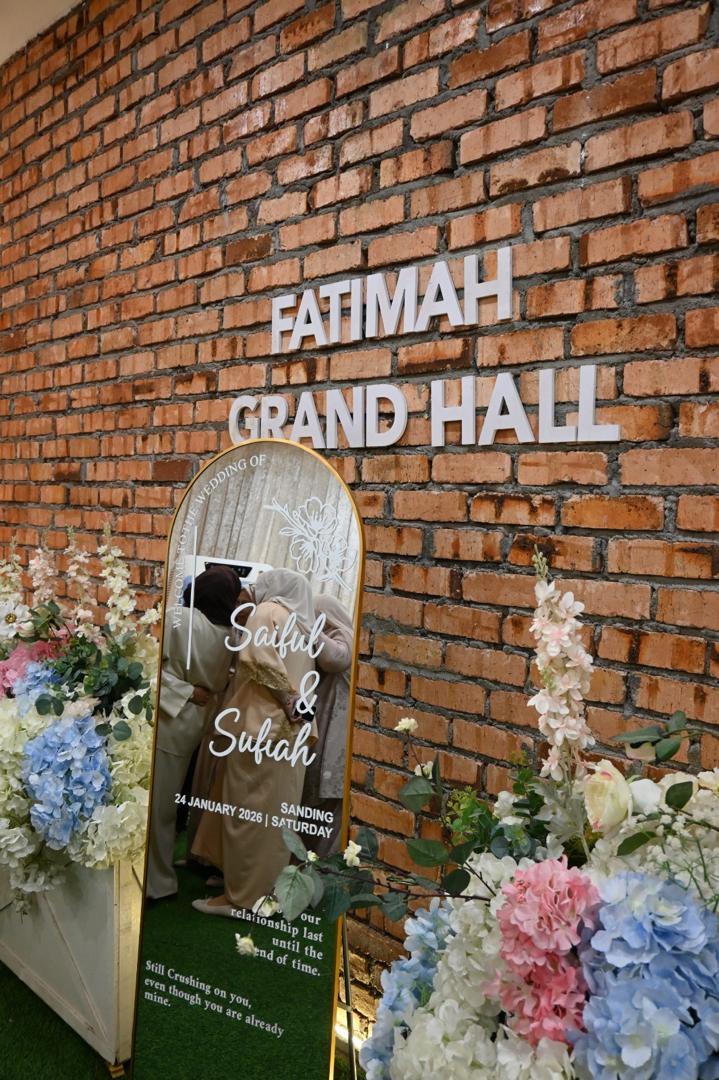 FATIMAH
GRAND HALL
WELCOME TO THE WEDDING OF
Saiful
&
Sufiah
SANDING
24 JANUARY 2026 | SATURDAY
our
relationship last
until the
end of time.
Still Crushing on you,
even though you are already
mine.